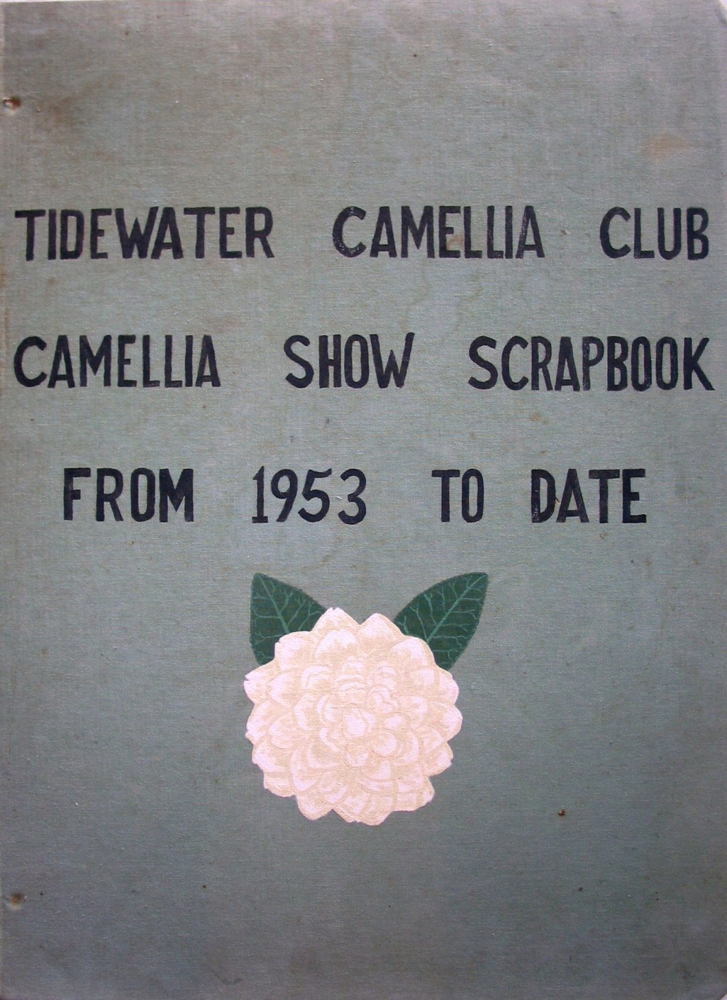 TIDEWATER CAMELLIA CLUB
CAMELLIA SHOW SCRAPBOOK
FROM 1953 TO DATE